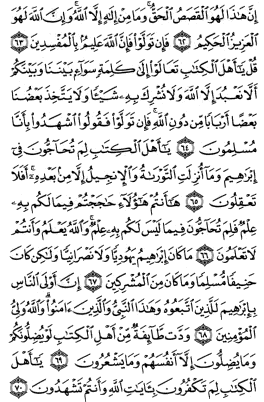 إِنَّ هَٰذَا لَهُوَ ٱلْقَصَصُ ٱلْحَقُّ ۚ وَمَا مِنْ إِلَٰهٍ إِلَّا ٱللَّهُ ۚ وَإِنَّ ٱللَّهَ لَهُوَ
ٱلْعَزِيزُ ٱلْحَكِيمُ ٦٢ فَإِن تَوَلَّوْا۟ فَإِنَّ ٱللَّهَ عَلِيمٌۢ بِٱلْمُفْسِدِينَ ٦٣
قُلْ يَٰٓأَهْلَ ٱلْكِتَٰبِ تَعَالَوْا۟ إِلَىٰ كَلِمَةٍ سَوَآءٍۭ بَيْنَنَا وَبَيْنَكُمْ
أَلَّا نَعْبُدَ إِلَّا ٱللَّهَ وَلَا نُشْرِكَ بِهِۦ شَيْـًٔا وَلَا يَتَّخِذَ بَعْضُنَا
بَعْضًا أَرْبَابًا مِّن دُونِ ٱللَّهِ ۚ فَإِن تَوَلَّوْا۟ فَقُولُوا۟ ٱشْهَدُوا۟ بِأَنَّا
مُسْلِمُونَ ٦٤ يَٰٓأَهْلَ ٱلْكِتَٰبِ لِمَ تُحَآجُّونَ فِىٓ
إِبْرَٰهِيمَ وَمَآ أُنزِلَتِ ٱلتَّوْرَىٰةُ وَٱلْإِنجِيلُ إِلَّا مِنۢ بَعْدِهِۦٓ ۚ أَفَلَا
تَعْقِلُونَ ٦٥ هَٰٓأَنتُمْ هَٰٓؤُلَآءِ حَٰجَجْتُمْ فِيمَا لَكُم بِهِۦ
عِلْمٌ فَلِمَ تُحَآجُّونَ فِيمَا لَيْسَ لَكُم بِهِۦ عِلْمٌ ۚ وَٱللَّهُ يَعْلَمُ وَأَنتُمْ
لَا تَعْلَمُونَ ٦٦ مَا كَانَ إِبْرَٰهِيمُ يَهُودِيًّا وَلَا نَصْرَانِيًّا وَلَٰكِن كَانَ
حَنِيفًا مُّسْلِمًا وَمَا كَانَ مِنَ ٱلْمُشْرِكِينَ ٦٧ إِنَّ أَوْلَى ٱلنَّاسِ
بِإِبْرَٰهِيمَ لَلَّذِينَ ٱتَّبَعُوهُ وَهَٰذَا ٱلنَّبِىُّ وَٱلَّذِينَ ءَامَنُوا۟ ۗ وَٱللَّهُ وَلِىُّ
ٱلْمُؤْمِنِينَ ٦٨ وَدَّت طَّآئِفَةٌ مِّنْ أَهْلِ ٱلْكِتَٰبِ لَوْ يُضِلُّونَكُمْ
وَمَا يُضِلُّونَ إِلَّآ أَنفُسَهُمْ وَمَا يَشْعُرُونَ ٦٩ يَٰٓأَهْلَ
ٱلْكِتَٰبِ لِمَ تَكْفُرُونَ بِـَٔايَٰتِ ٱللَّهِ وَأَنتُمْ تَشْهَدُونَ ٧٠